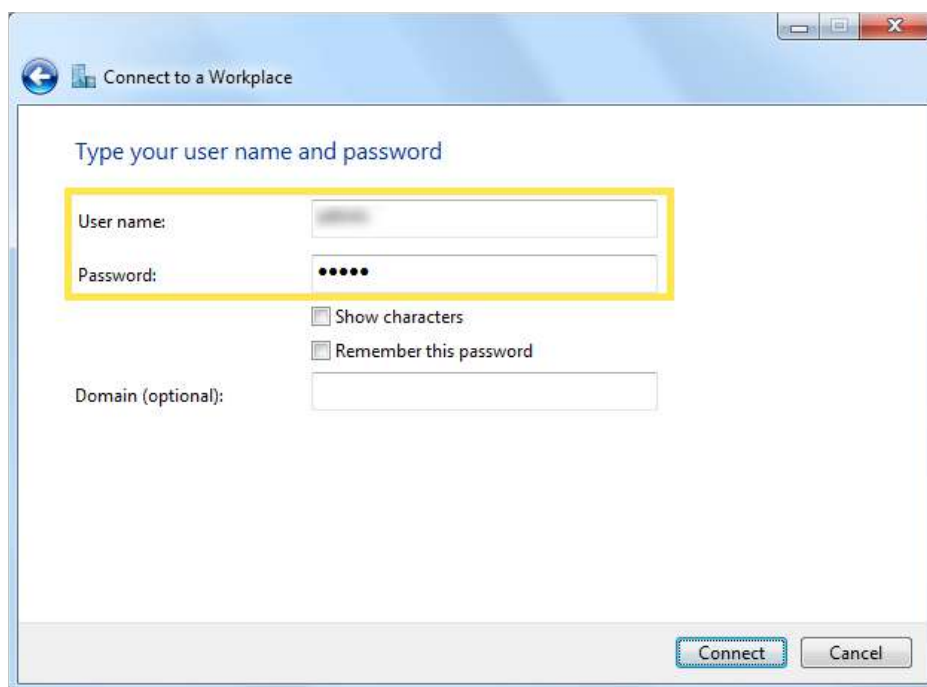 Connect to a Workplace
Type your user name and password
User name:
Password: •••••
Show characters
Remember this password
Domain (optional):
Connect Cancel